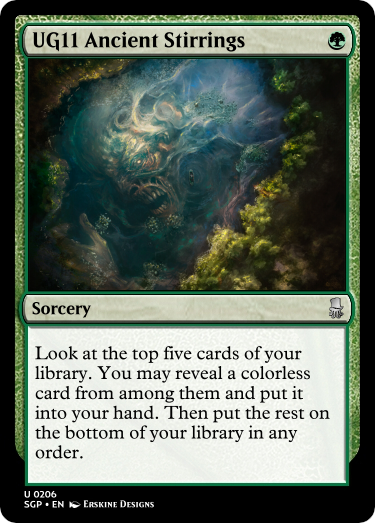 UG11 Ancient Stirrings
Sorcery
Look at the top five cards of your
library. You may reveal a colorless
card from among them and put it
into your hand. Then put the rest on
the bottom of your library in any
order.
U 0206
SGP • EN Erskine Designs